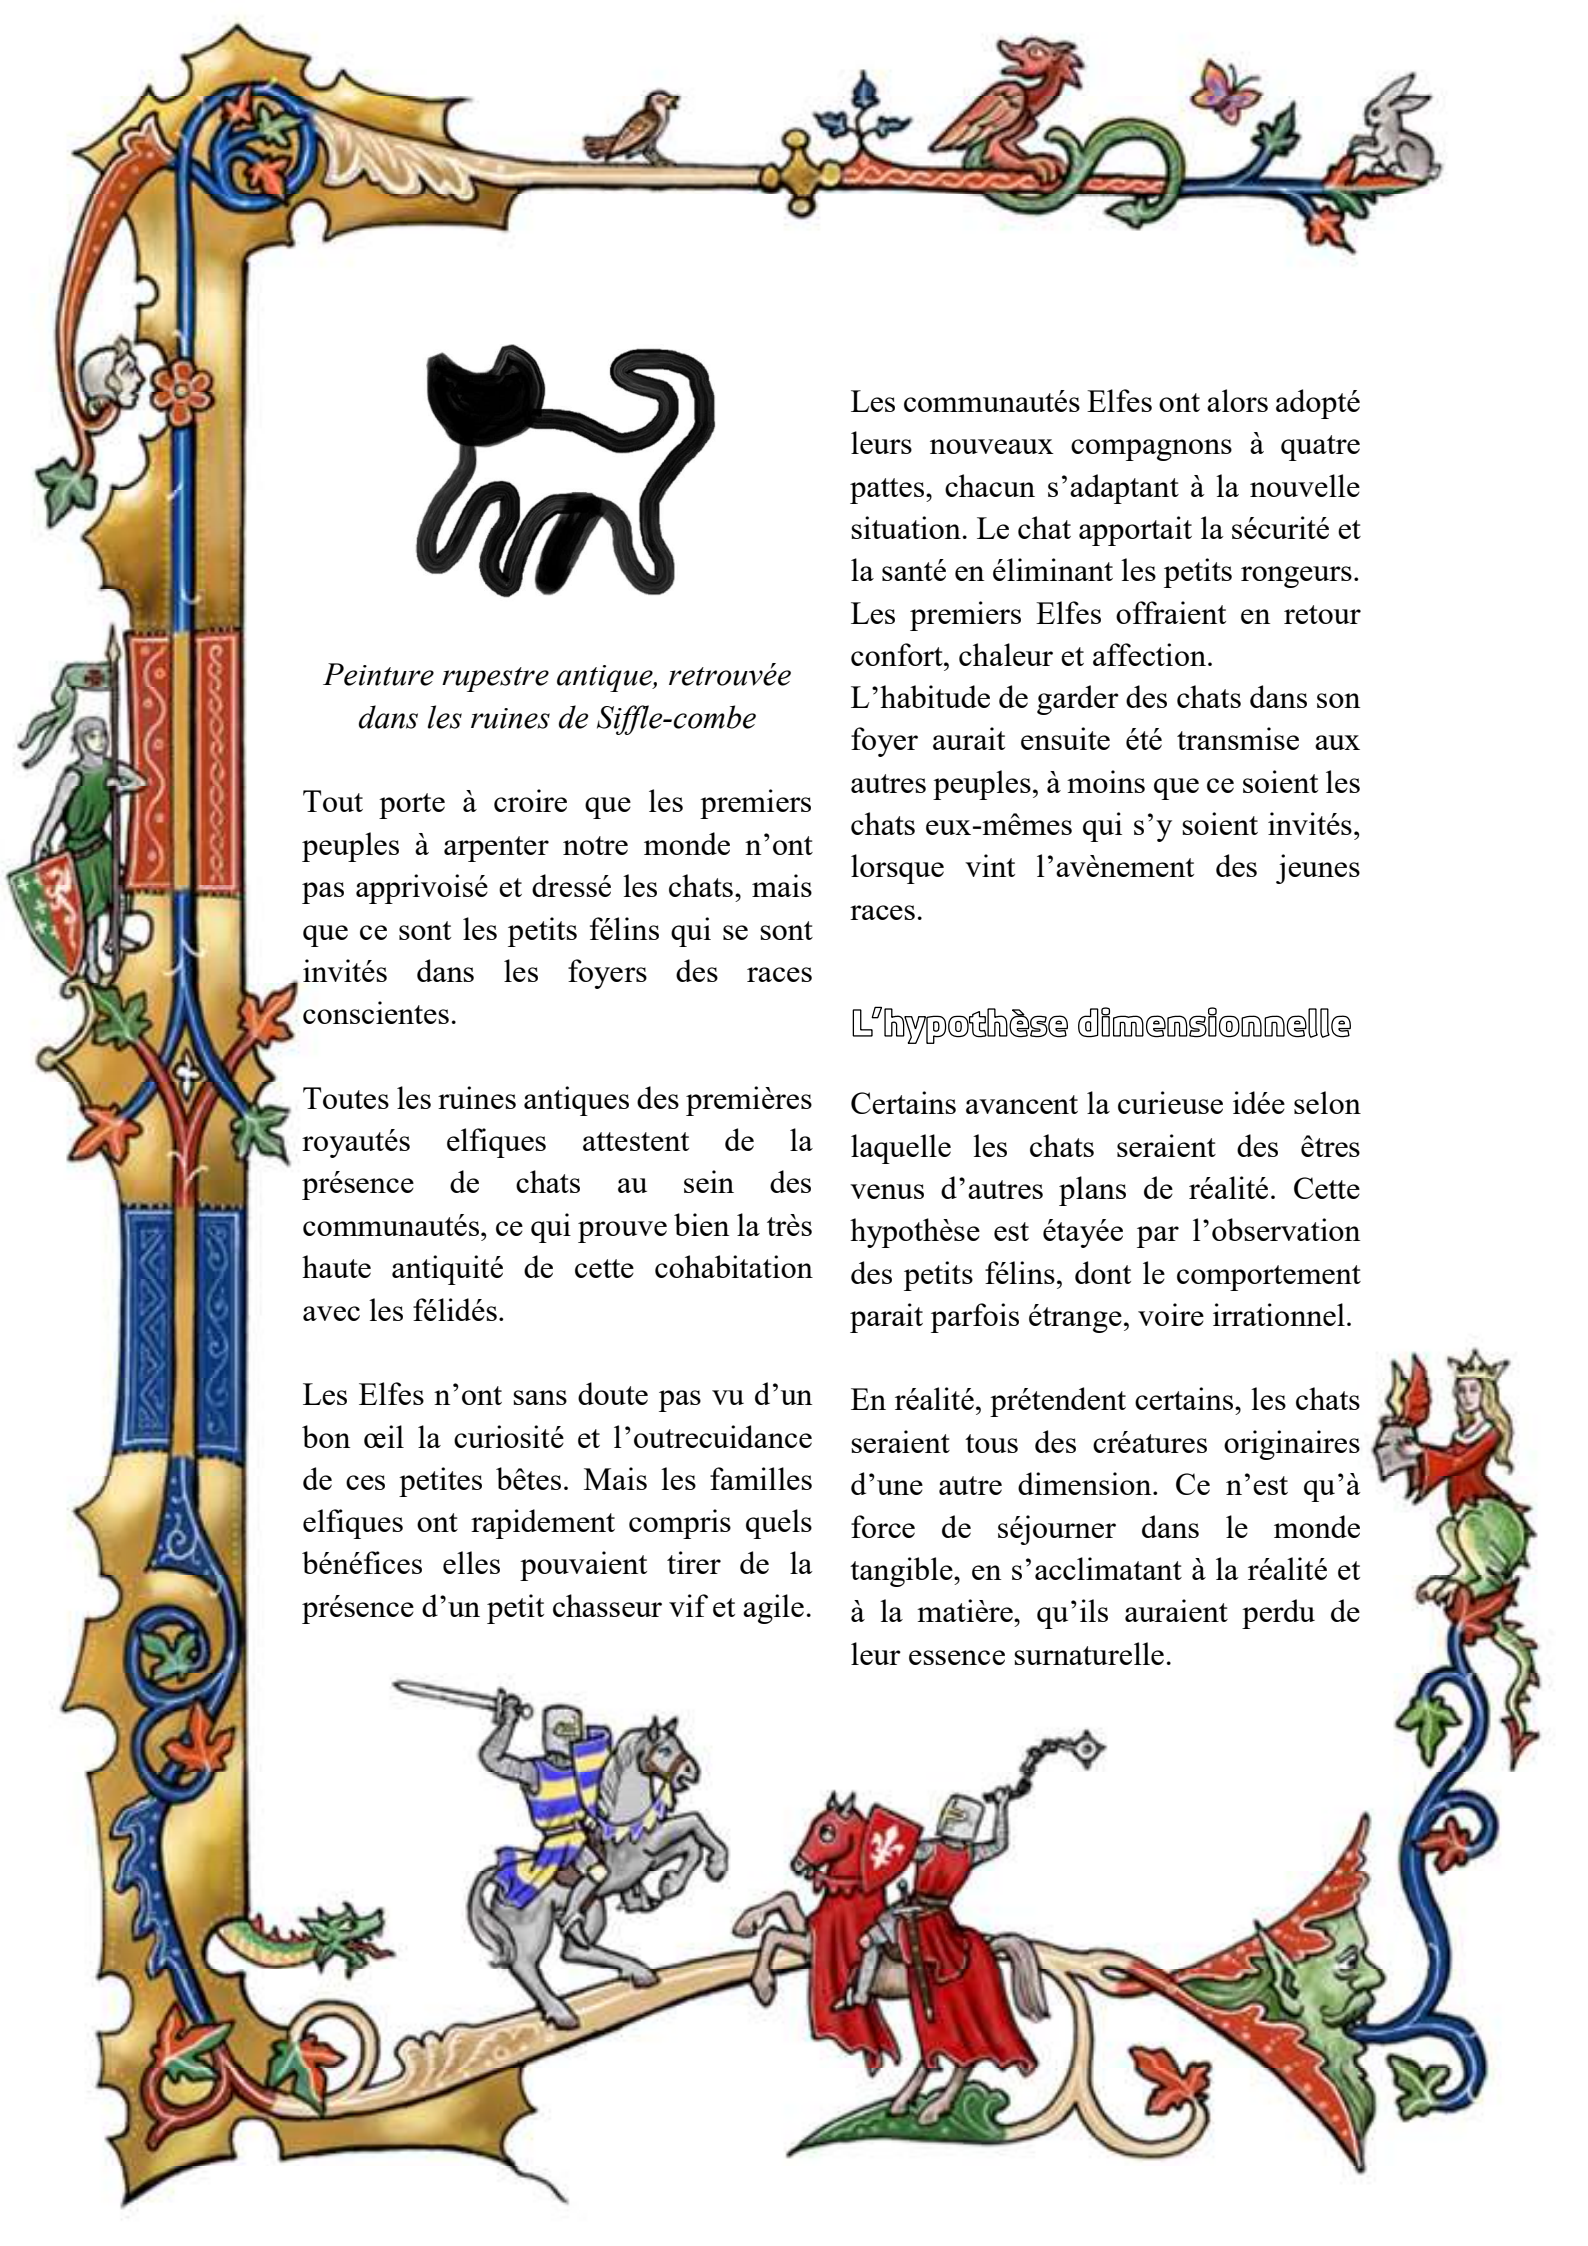 Peinture rupestre antique, retrouvée
dans les ruines de Siffle-combe
Tout porte à croire que les premiers
peuples à arpenter notre monde n’ont
pas apprivoisé et dressé les chats, mais
que ce sont les petits félins qui se sont
invités dans les foyers des races
conscientes.
Toutes les ruines antiques des premières
royautés elfiques attestent de la
présence de chats au sein des
communautés, ce qui prouve bien la très
haute antiquité de cette cohabitation
avec les félidés.
Les Elfes n’ont sans doute pas vu d’un
bon œil la curiosité et l’outrecuidance
de ces petites bêtes. Mais les familles
elfiques ont rapidement compris quels
bénéfices elles pouvaient tirer de la
présence d’un petit chasseur vif et agile.
Les communautés Elfes ont alors adopté
leurs nouveaux compagnons à quatre
pattes, chacun s’adaptant à la nouvelle
situation. Le chat apportait la sécurité et
la santé en éliminant les petits rongeurs.
Les premiers Elfes offraient en retour
confort, chaleur et affection.
L’habitude de garder des chats dans son
foyer aurait ensuite été transmise aux
autres peuples, à moins que ce soient les
chats eux-mêmes qui s’y soient invités,
lorsque vint l’avènement des jeunes
races.
L’hypothèse dimensionnelle
Certains avancent la curieuse idée selon
laquelle les chats seraient des êtres
venus d’autres plans de réalité. Cette
hypothèse est étayée par l’observation
des petits félins, dont le comportement
parait parfois étrange, voire irrationnel.
En réalité, prétendent certains, les chats
seraient tous des créatures originaires
d’une autre dimension. Ce n’est qu’à
force de séjourner dans le monde
tangible, en s’acclimatant à la réalité et
à la matière, qu’ils auraient perdu de
leur essence surnaturelle.